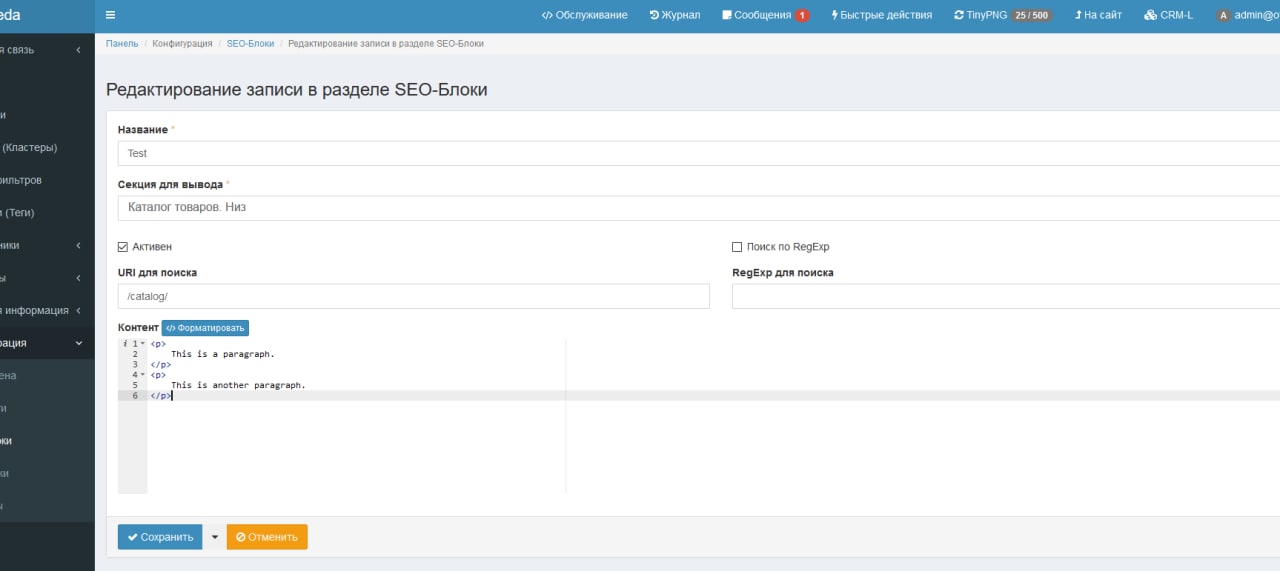 eda
Обслуживание Журнал Сообщения 1 Быстрые действия TinyPNG 25 / 500 На сайт CRM-L A admin@o
я связь
Панель / Конфигурация / SEO-Блоки / Редактирование записи в разделе SEO-Блоки
Редактирование записи в разделе SEO-Блоки
и
(Кластеры)
ильтров
и (Теги)
ники
ы
я информация
рация
ена
ги
оки
ки
ы
Название *
Test
Секция для вывода *
Каталог товаров. Низ
Активен
Поиск по RegExp
URI для поиска
RegExp для поиска
/catalog/
Контент </> Форматировать
i 1 <p>
2 This is a paragraph.
3 </p>
4 <p>
5 This is another paragraph.
6 </p>
Сохранить Отменить